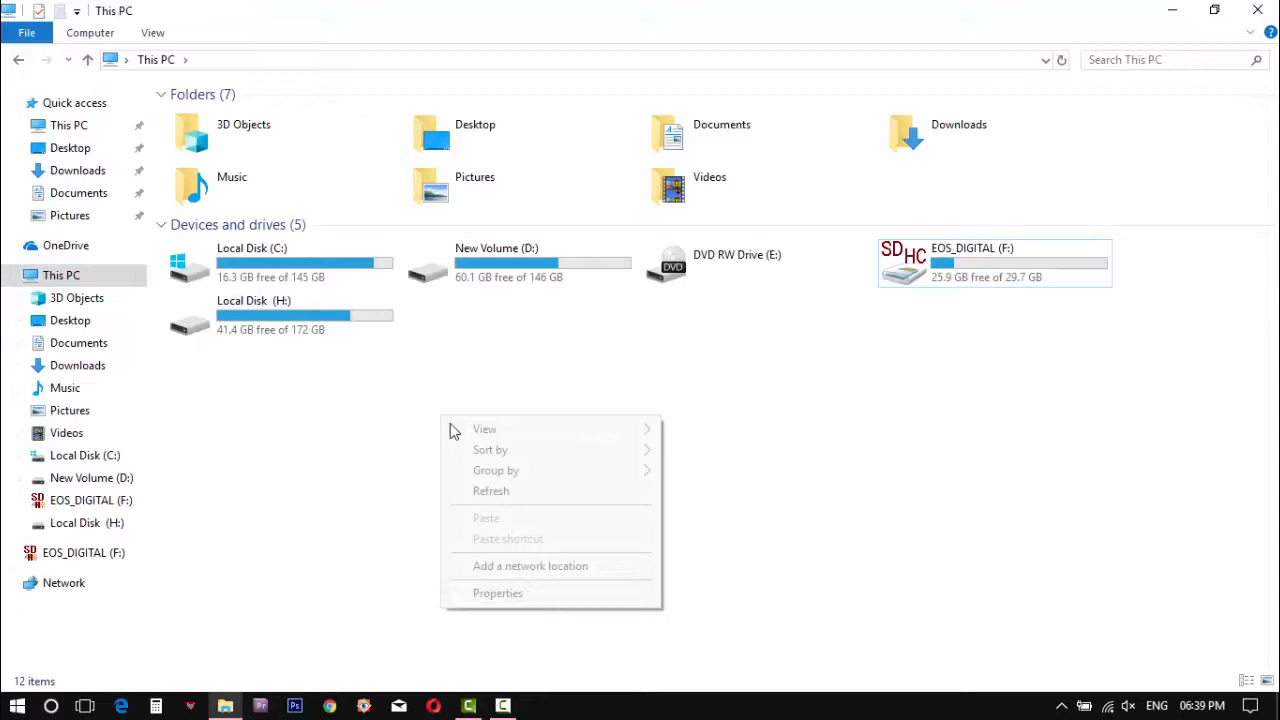 This PC
File
Computer
View
This PC
Search This PC
Quick access
This PC
Desktop
Downloads
Documents
Pictures
OneDrive
This PC
3D Objects
Desktop
Documents
Downloads
Music
Pictures
Videos
Local Disk (C:)
New Volume (D:)
EOS_DIGITAL (F:)
Local Disk (H:)
EOS_DIGITAL (F:)
Network
Folders (7)
3D Objects
Desktop
Documents
Downloads
Music
Pictures
Videos
Devices and drives (5)
Local Disk (C:)
16.3 GB free of 145 GB
New Volume (D:)
60.1 GB free of 146 GB
DVD
DVD RW Drive (E:)
SDHC
EOS_DIGITAL (F:)
25.9 GB free of 29.7 GB
Local Disk (H:)
41.4 GB free of 172 GB
View
Sort by
Group by
Refresh
Paste
Paste shortcut
Add a network location
Properties
12 items
Pr
Ps
ENG
06:39 PM